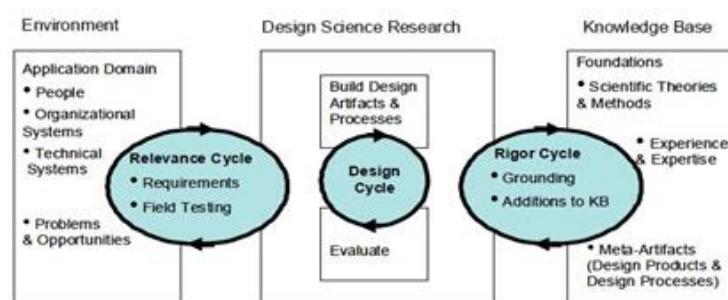 Environment
Design Science Research
Knowledge Base
Application Domain
• People
• Organizational
Systems
• Technical
Systems
• Problems
& Opportunities
Relevance Cycle
• Requirements
• Field Testing
Build Design
Artifacts &
Processes
Design
Cycle
Evaluate
Rigor Cycle
• Grounding
• Additions to KB
Foundations
• Scientific Theories
& Methods
• Experience
& Expertise
• Meta-Artifacts
(Design Products &
Design Processes)